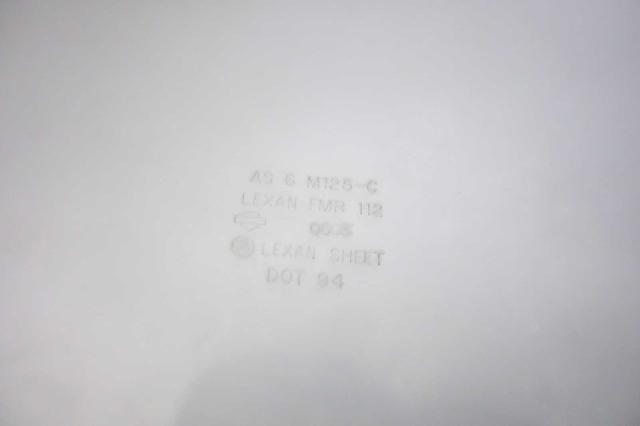 AS 6 M125-C
LEXAN FMR 112
LEXAN SHEET
DOT 94